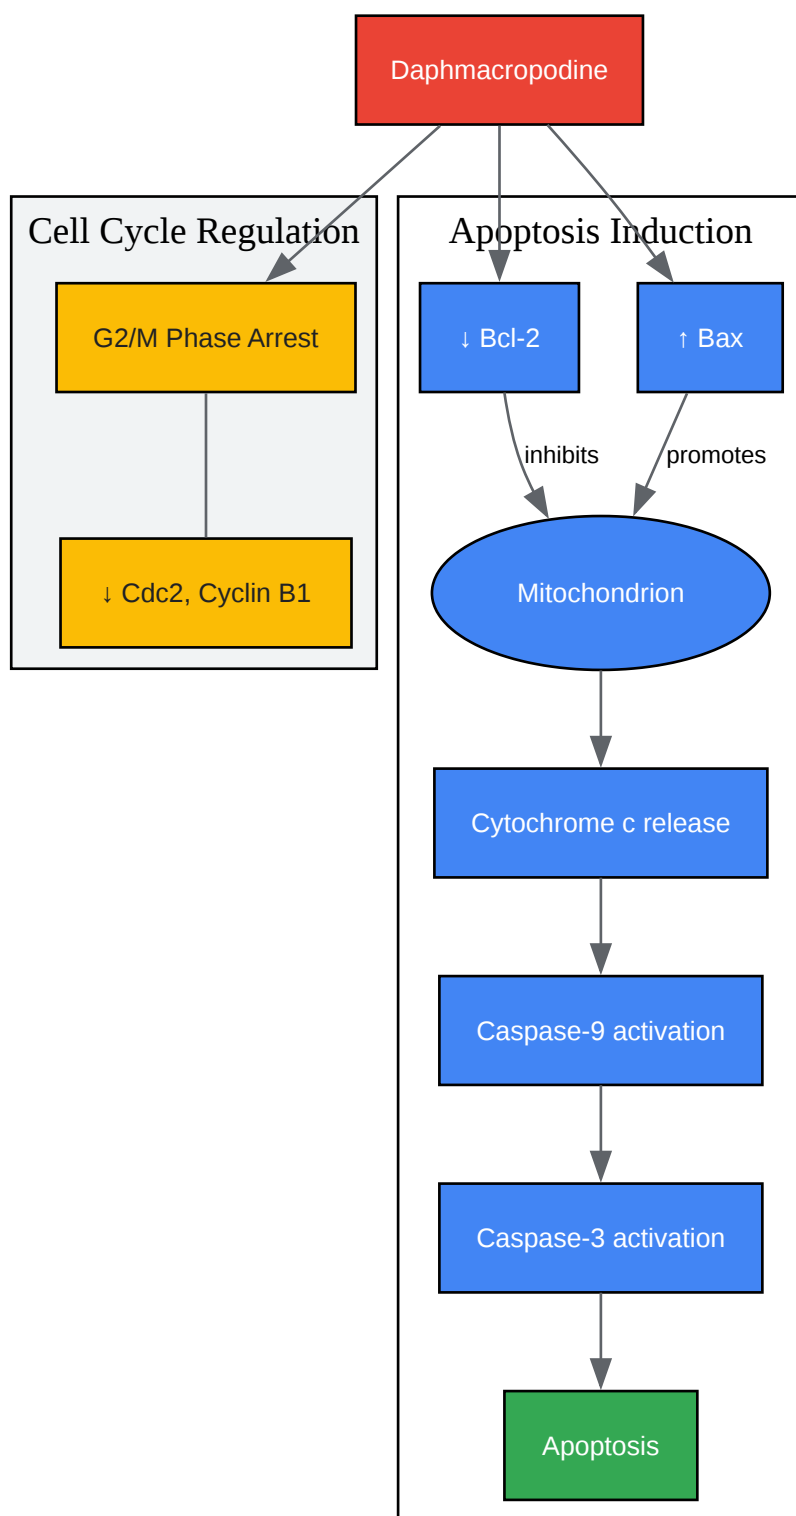 Daphmacropodine
Cell Cycle Regulation
Apoptosis Induction
G2/M Phase Arrest
↓ Bcl-2
↑ Bax
inhibits
promotes
↓ Cdc2, Cyclin B1
Mitochondrion
Cytochrome c release
Caspase-9 activation
Caspase-3 activation
Apoptosis